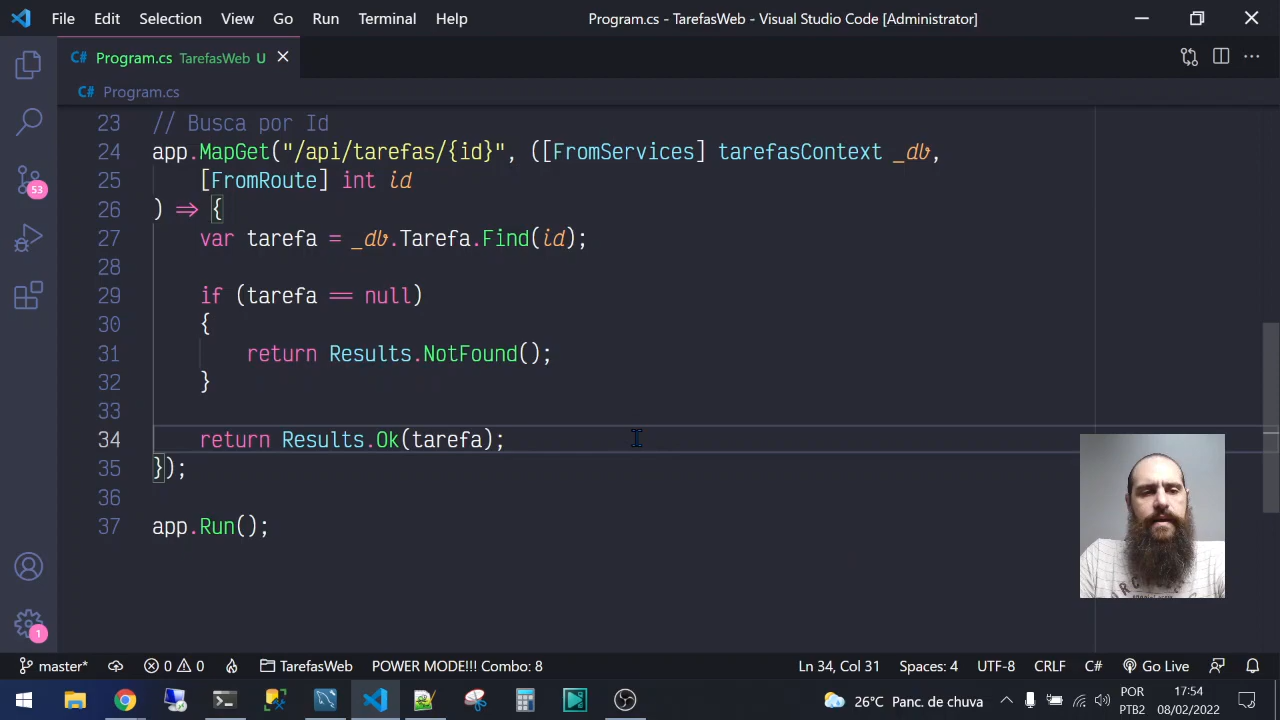 File Edit Selection View Go Run Terminal Help Program.cs - TarefasWeb - Visual Studio Code [Administrator]
C# Program.cs TarefasWeb U
C# Program.cs
23 // Busca por Id
24 app.MapGet("/api/tarefas/{id}", ([FromServices] tarefasContext _db,
25 [FromRoute] int id
26 ) => {
27 var tarefa = _db.Tarefa.Find(id);
28
29 if (tarefa == null)
30 {
31 return Results.NotFound();
32 }
33
34 return Results.Ok(tarefa);
35 });
36
37 app.Run();
53
1
master* 0 0 TarefasWeb POWER MODE!!! Combo: 8 Ln 34, Col 31 Spaces: 4 UTF-8 CRLF C# Go Live
26°C Panc. de chuva POR 17:54
PTB2 08/02/2022